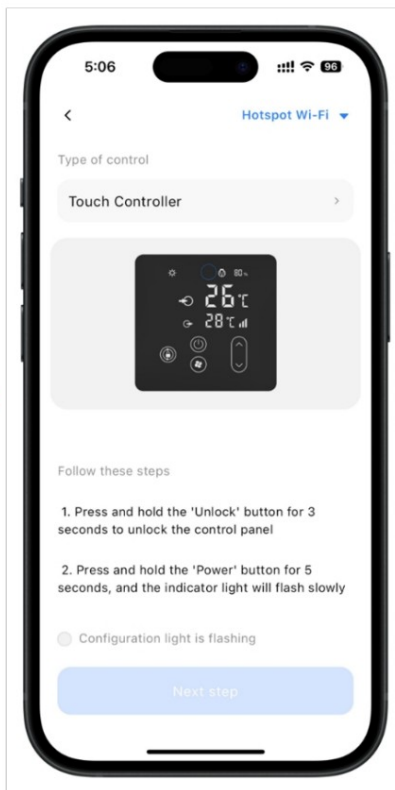 5:06
96
Hotspot Wi-Fi
Type of control
Touch Controller
80%
26℃
28℃
Follow these steps
1. Press and hold the 'Unlock' button for 3
seconds to unlock the control panel
2. Press and hold the 'Power' button for 5
seconds, and the indicator light will flash slowly
Configuration light is flashing
Next step